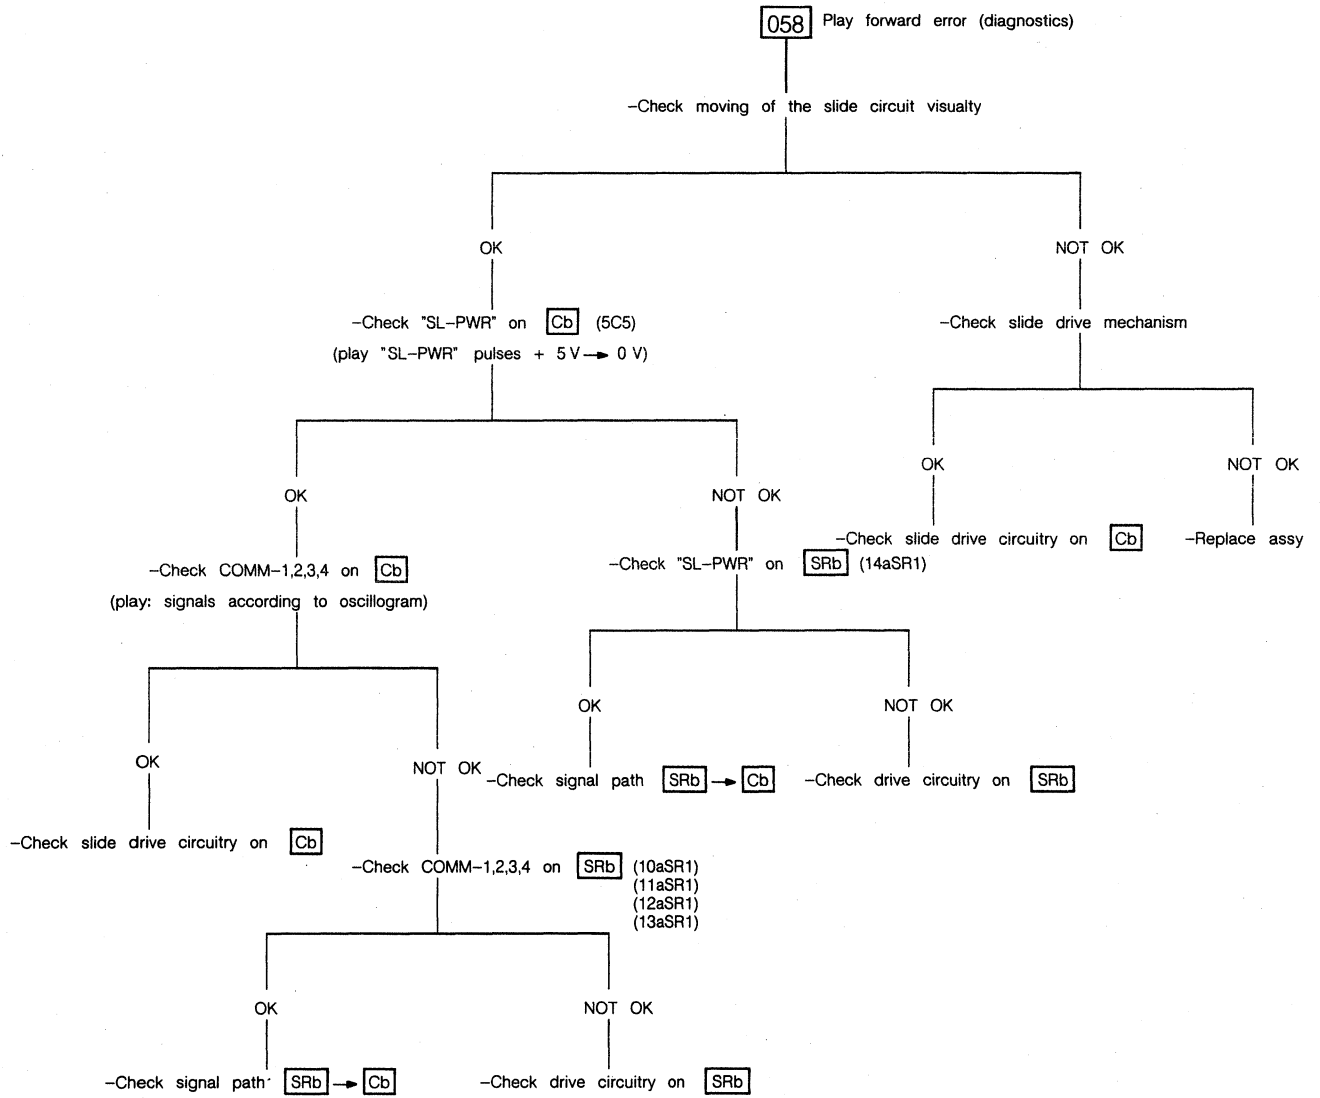 058 Play forward error (diagnostics)
-Check moving of the slide circuit visualty
OK
NOT OK
-Check "SL-PWR" on Cb (5C5)
(play "SL-PWR" pulses + 5 V → 0 V)
-Check slide drive mechanism
OK
NOT OK
OK
NOT OK
-Check slide drive circuitry on Cb
-Replace assy
-Check COMM-1,2,3,4 on Cb
(play: signals according to oscillogram)
-Check "SL-PWR" on SRb (14aSR1)
OK
NOT OK
OK
NOT OK
-Check signal path SRb → Cb
-Check drive circuitry on SRb
-Check slide drive circuitry on Cb
-Check COMM-1,2,3,4 on SRb (10aSR1)
(11aSR1)
(12aSR1)
(13aSR1)
OK
NOT OK
-Check signal path SRb → Cb
-Check drive circuitry on SRb